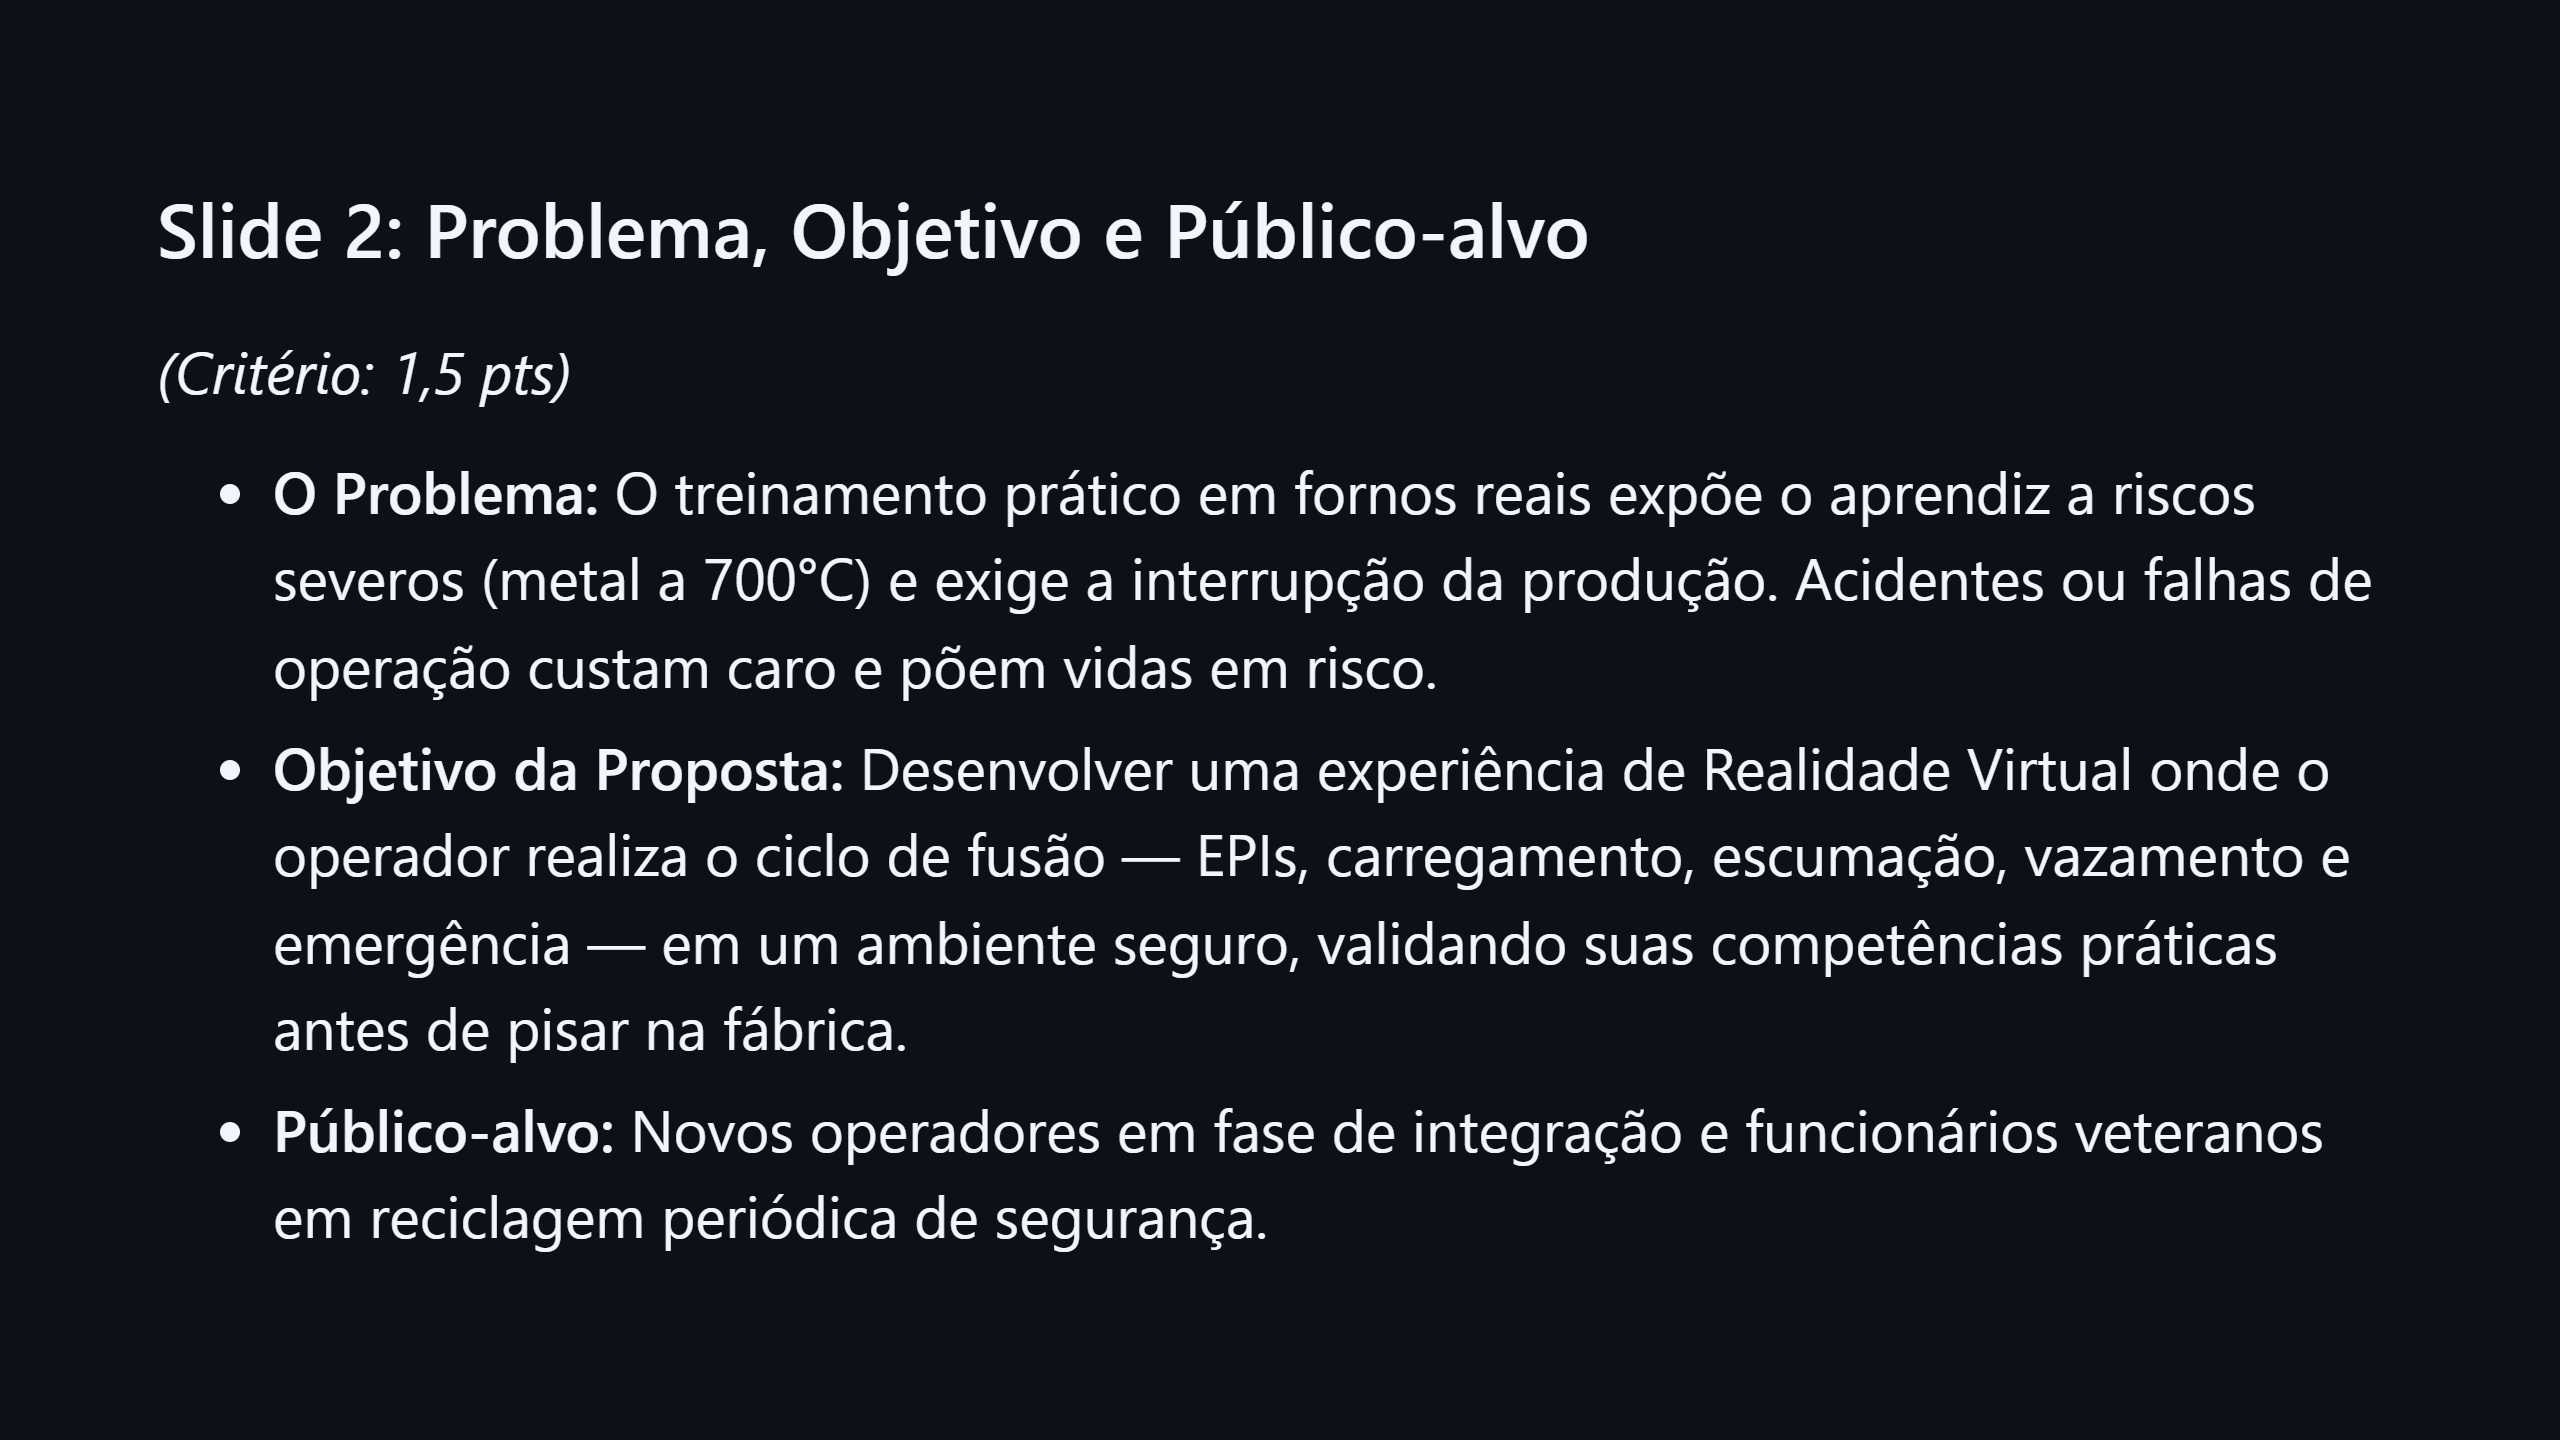 Slide 2: Problema, Objetivo e Público-alvo
(Critério: 1,5 pts)
• O Problema: O treinamento prático em fornos reais expõe o aprendiz a riscos
severos (metal a 700°C) e exige a interrupção da produção. Acidentes ou falhas de
operação custam caro e põem vidas em risco.
• Objetivo da Proposta: Desenvolver uma experiência de Realidade Virtual onde o
operador realiza o ciclo de fusão — EPIs, carregamento, escumação, vazamento e
emergência — em um ambiente seguro, validando suas competências práticas
antes de pisar na fábrica.
• Público-alvo: Novos operadores em fase de integração e funcionários veteranos
em reciclagem periódica de segurança.